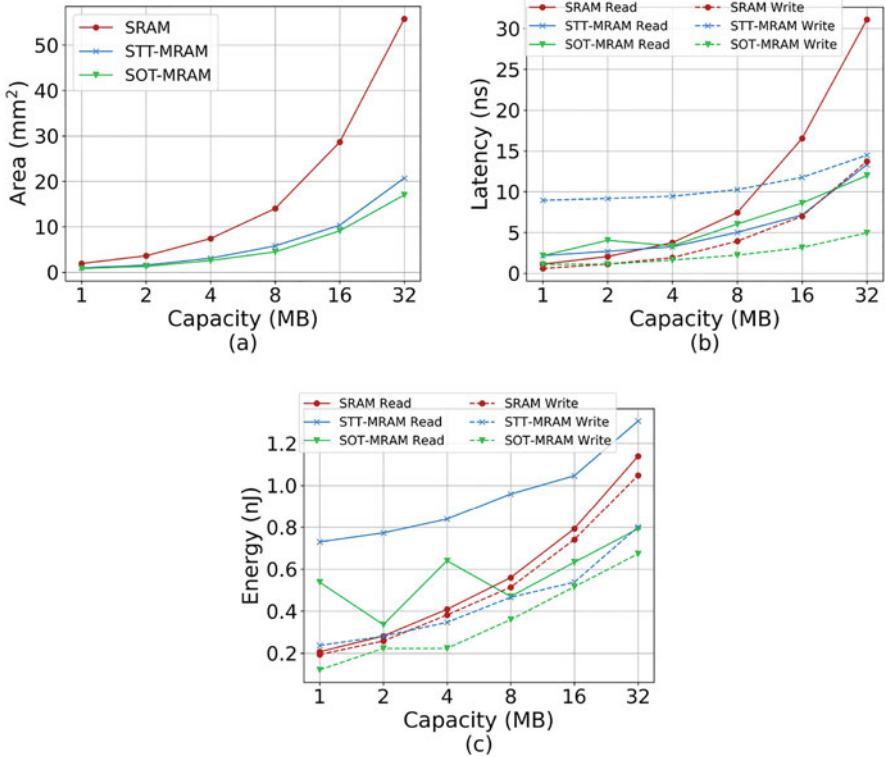 SRAM
STT-MRAM
SOT-MRAM
Area (mm²)
50
40
30
20
10
0
1 2 4 8 16 32
Capacity (MB)
(a)
SRAM Read SRAM Write
STT-MRAM Read STT-MRAM Write
SOT-MRAM Read SOT-MRAM Write
Latency (ns)
30
25
20
15
10
5
0
1 2 4 8 16 32
Capacity (MB)
(b)
SRAM Read SRAM Write
STT-MRAM Read STT-MRAM Write
SOT-MRAM Read SOT-MRAM Write
Energy (nJ)
1.2
1.0
0.8
0.6
0.4
0.2
1 2 4 8 16 32
Capacity (MB)
(c)